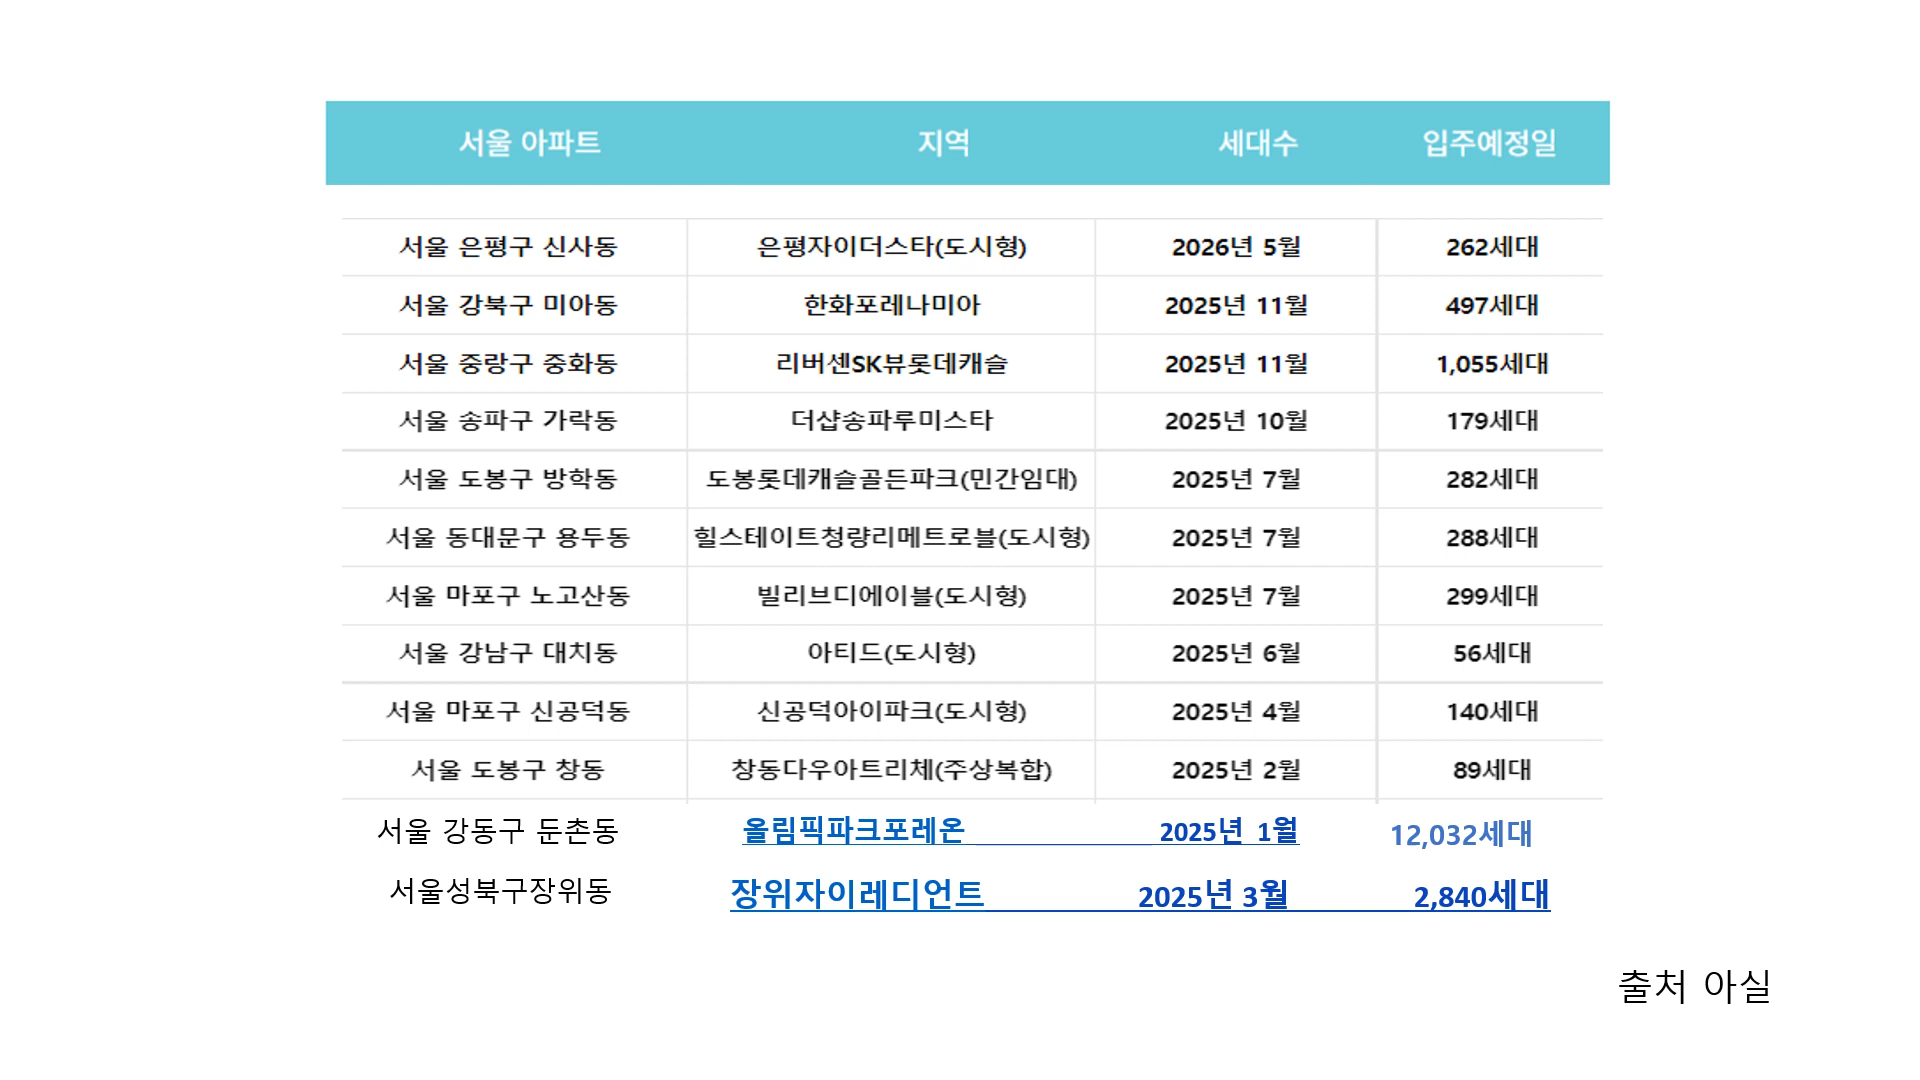 서울 아파트 지역 세대수 입주예정일
서울 은평구 신사동 은평자이더스타(도시형) 2026년 5월 262세대
서울 강북구 미아동 한화포레나미아 2025년 11월 497세대
서울 중랑구 중화동 리버센SK뷰롯데캐슬 2025년 11월 1,055세대
서울 송파구 가락동 더샵송파루미스타 2025년 10월 179세대
서울 도봉구 방학동 도봉롯데캐슬골든파크(민간임대) 2025년 7월 282세대
서울 동대문구 용두동 힐스테이트청량리메트로블(도시형) 2025년 7월 288세대
서울 마포구 노고산동 빌리브디에이블(도시형) 2025년 7월 299세대
서울 강남구 대치동 아티드(도시형) 2025년 6월 56세대
서울 마포구 신공덕동 신공덕아이파크(도시형) 2025년 4월 140세대
서울 도봉구 창동 창동다우아트리체(주상복합) 2025년 2월 89세대
서울 강동구 둔촌동 올림픽파크포레온 2025년 1월 12,032세대
서울성북구장위동 장위자이레디언트 2025년 3월 2,840세대
출처 아실